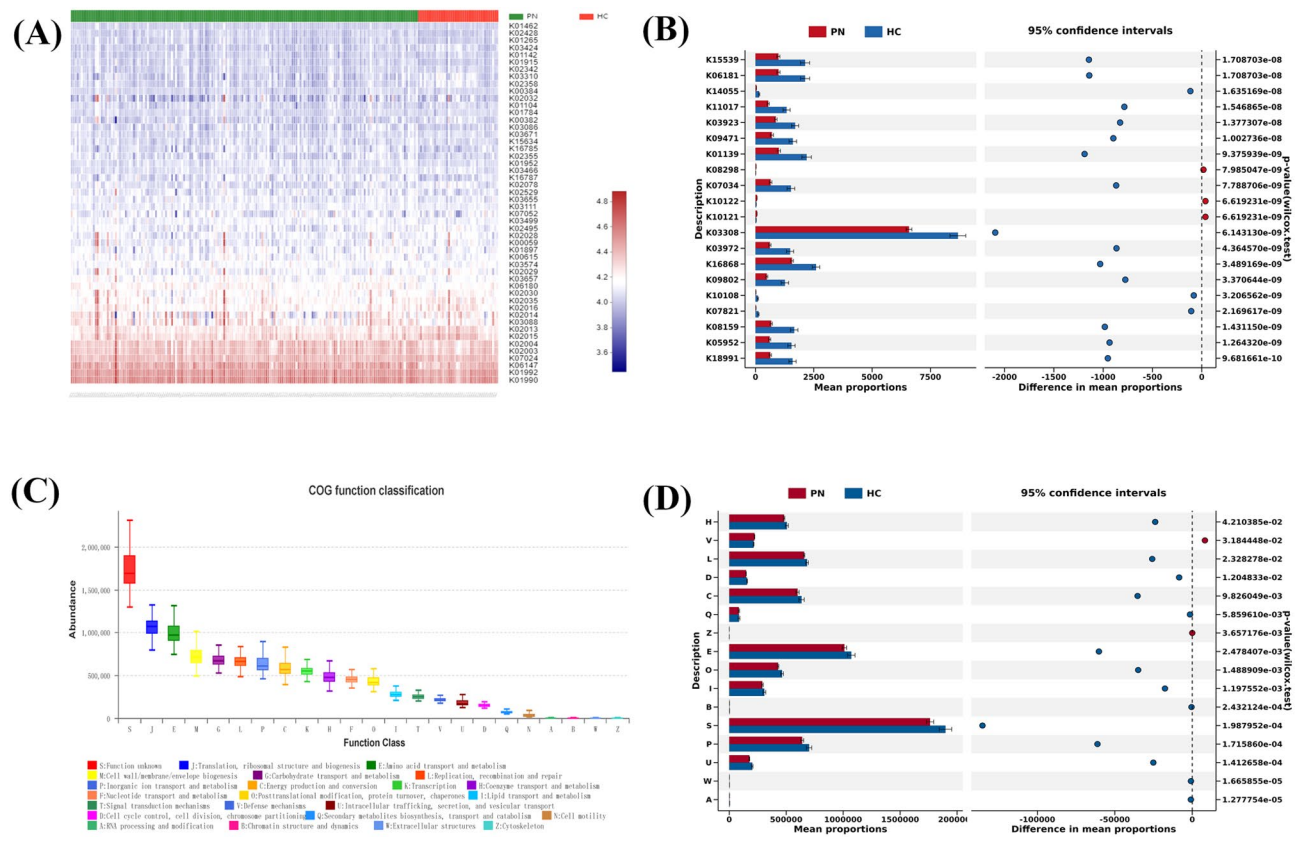 (A)
PN HC
K01462
K02428
K01265
K03424
K01142
K01915
K02342
K03310
K02358
K00384
K02032
K01104
K01784
K00382
K03086
K03671
K15634
K16785
K02355
K01952
K03466
K16787
K02078
K02529
K03655
K03111
K07052
K03499
K02495
K02028
K00059
K01897
K00615
K03574
K02029
K03657
K06180
K02030
K02035
K02016
K02014
K03088
K02013
K02015
K02004
K02003
K07024
K06147
K01992
K01990
4.8
4.6
4.4
4.2
4.0
3.8
3.6
(B)
PN HC
95% confidence intervals
Description
K15539 1.708703e-08
K06181 1.708703e-08
K14055 1.635169e-08
K11017 1.546865e-08
K03923 1.377307e-08
K09471 1.002736e-08
K01139 9.375939e-09
K08298 7.985047e-09
K07034 7.788706e-09
K10122 6.619231e-09
K10121 6.619231e-09
K03308 6.143130e-09
K03972 4.364570e-09
K16868 3.489169e-09
K09802 3.370644e-09
K10108 3.206562e-09
K07821 2.169617e-09
K08159 1.431150e-09
K05952 1.264320e-09
K18991 9.681661e-10
p-value(wilcox.test)
0 2500 5000 7500 -2000 -1500 -1000 -500 0
Mean proportions Difference in mean proportions
(C)
COG function classification
Abundance
2,000,000
1,500,000
1,000,000
500,000
0
S J E M G L P C K H F O I T V U D Q N A B W Z
Function Class
S:Function unknown J:Translation, ribosomal structure and biogenesis E:Amino acid transport and metabolism
M:Cell wall/membrane/envelope biogenesis G:Carbohydrate transport and metabolism L:Replication, recombination and repair
P:Inorganic ion transport and metabolism C:Energy production and conversion K:Transcription H:Coenzyme transport and metabolism
F:Nucleotide transport and metabolism O:Posttranslational modification, protein turnover, chaperones I:Lipid transport and metabolism
T:Signal transduction mechanisms V:Defense mechanisms U:Intracellular trafficking, secretion, and vesicular transport
D:Cell cycle control, cell division, chromosome partitioning Q:Secondary metabolites biosynthesis, transport and catabolism N:Cell motility
A:RNA processing and modification B:Chromatin structure and dynamics W:Extracellular structures Z:Cytoskeleton
(D)
PN HC
95% confidence intervals
Description
H 4.210385e-02
V 3.184448e-02
L 2.328278e-02
D 1.204833e-02
C 9.826049e-03
Q 5.859610e-03
Z 3.657176e-03
E 2.478407e-03
O 1.488909e-03
I 1.197552e-03
B 2.432124e-04
S 1.987952e-04
P 1.715860e-04
U 1.412658e-04
W 1.665855e-05
A 1.277754e-05
p-value(wilcox.test)
0 500000 1000000 1500000 200000 -100000 -50000 0
Mean proportions Difference in mean proportions